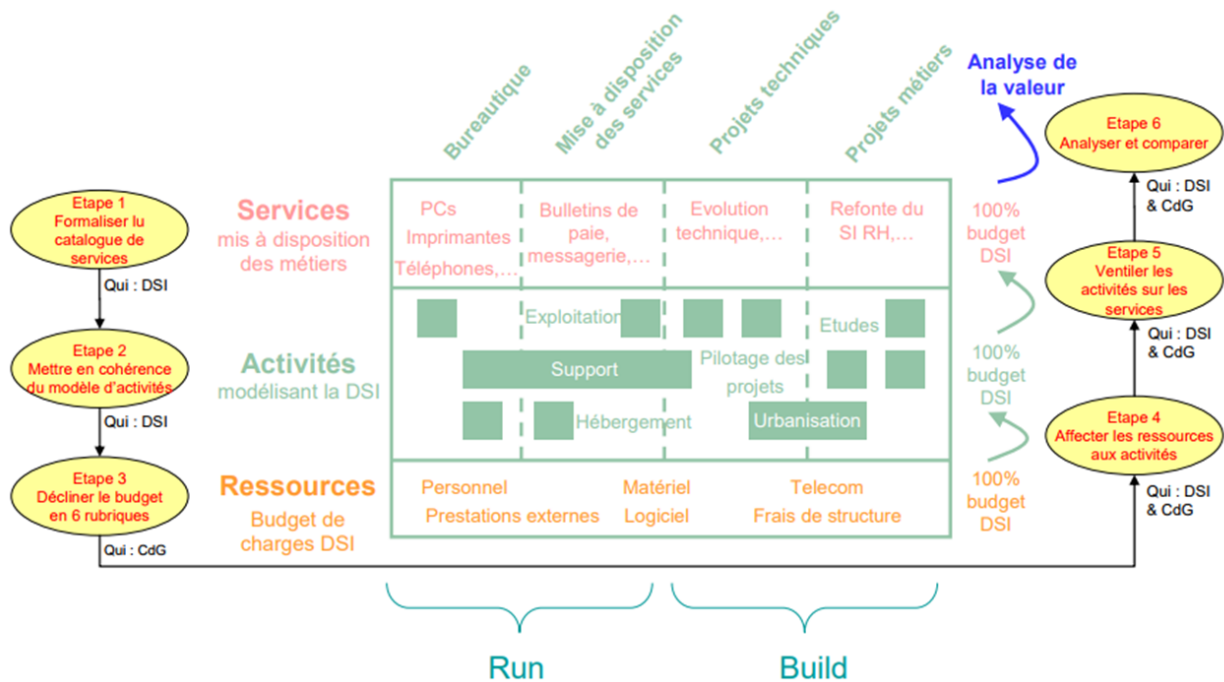 Bureautique
Mise à disposition
des services
Projets techniques
Projets métiers
Analyse de
la valeur
Etape 1
Formaliser lu
catalogue de
services
Qui : DSI
Etape 2
Mettre en cohérence
du modèle d'activités
Qui : DSI
Etape 3
Décliner le budget
en 6 rubriques
Qui : CdG
Services
mis à disposition
des métiers
PCs
Imprimantes
Téléphones,...
Bulletins de
paie,
messagerie,...
Evolution
technique,...
Refonte du
SI RH,...
100%
budget
DSI
Activités
modélisant la DSI
Exploitation
Etudes
Support
Pilotage des
projets
Hébergement
Urbanisation
100%
budget
DSI
Ressources
Budget de
charges DSI
Personnel
Matériel
Telecom
Prestations externes
Logiciel
Frais de structure
100%
budget
DSI
Etape 6
Analyser et comparer
Qui : DSI
& CdG
Etape 5
Ventiler les
activités sur les
services
Qui : DSI
& CdG
Etape 4
Affecter les ressources
aux activités
Qui : DSI
& CdG
Run
Build